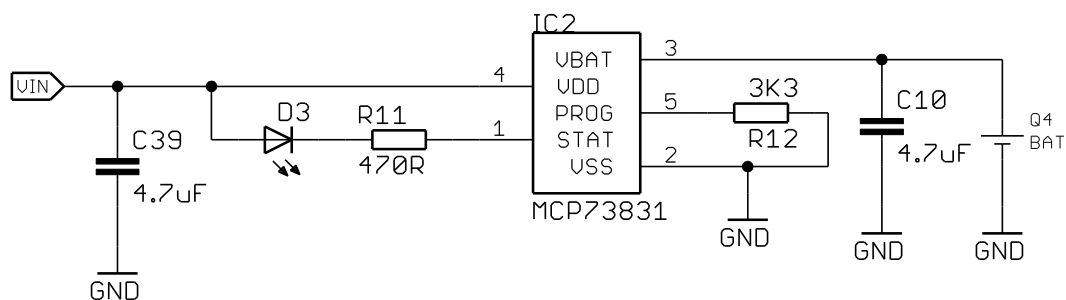 IC2
VIN
4
VBAT
3
VDD
PROG
5
3K3
STAT
1
VSS
2
R12
D3
R11
470R
C39
4.7uF
MCP73831
C10
4.7uF
Q4
BAT
GND
GND
GND
GND